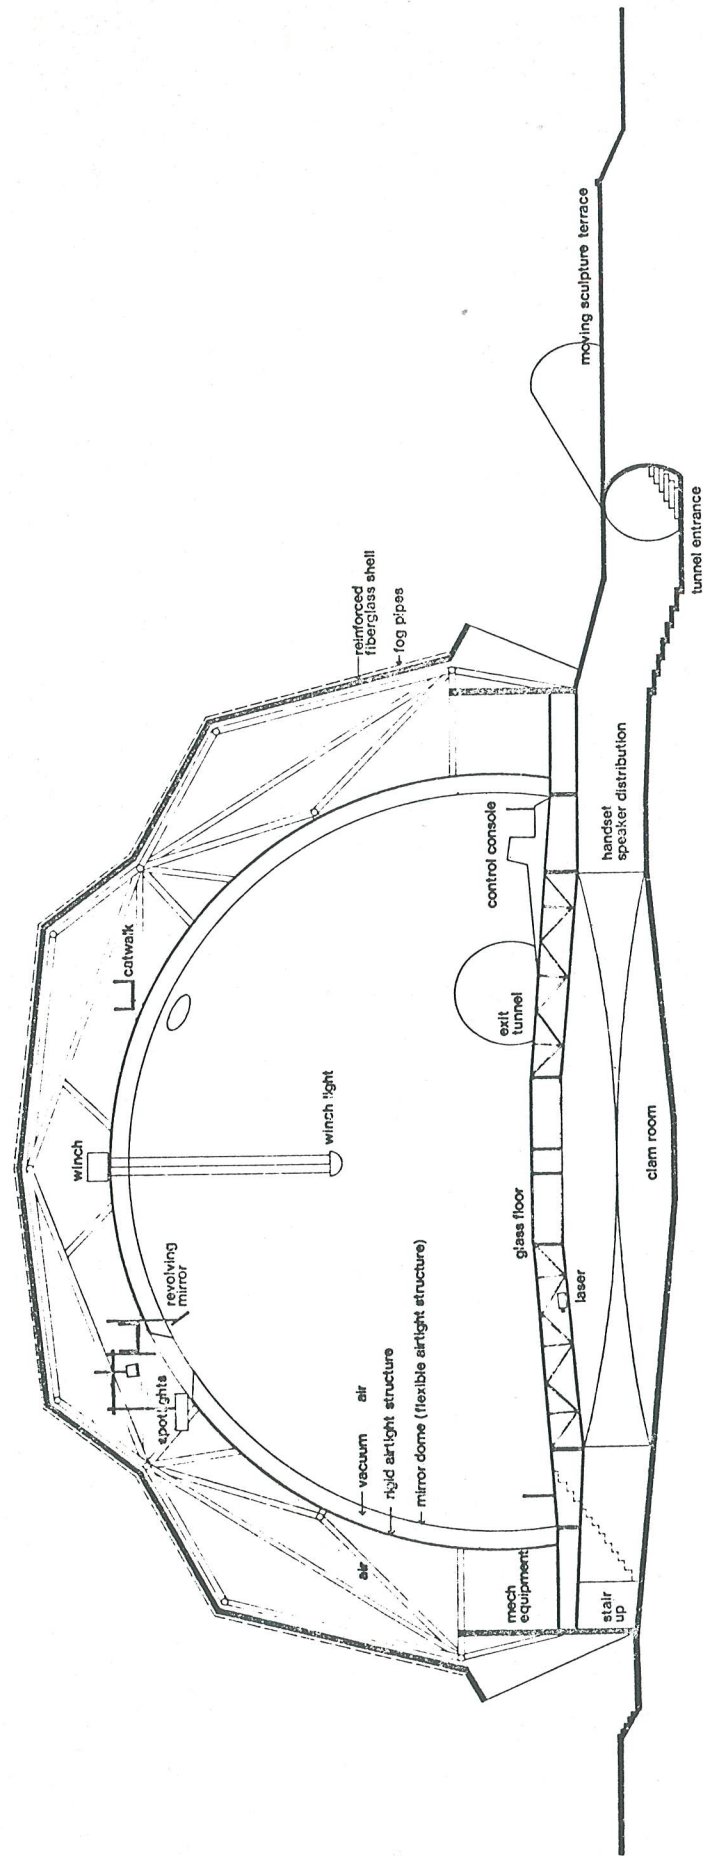 winch
catwalk
revolving
mirror
spotlights
winch light
reinforced
fiberglass shell
fog pipes
air
vacuum
air
rigid airtight structure
mirror dome (flexible airtight structure)
control console
exit
tunnel
glass floor
laser
mech
equipment
stair
up
clam room
handset
speaker distribution
moving sculpture terrace
tunnel entrance